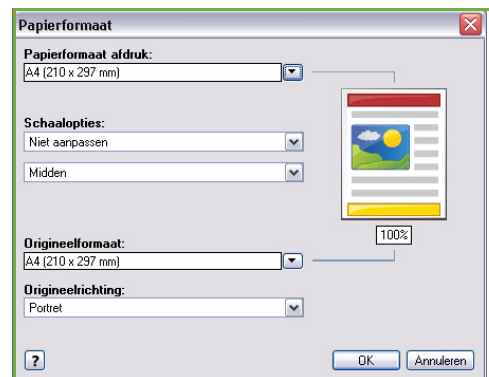 Papierformaat
Papierformaat afdruk:
A4 (210 x 297 mm)
Schaalopties:
Niet aanpassen
Midden
100%
Origineelformaat:
A4 (210 x 297 mm)
Origineelrichting:
Portret
?
OK
Annuleren